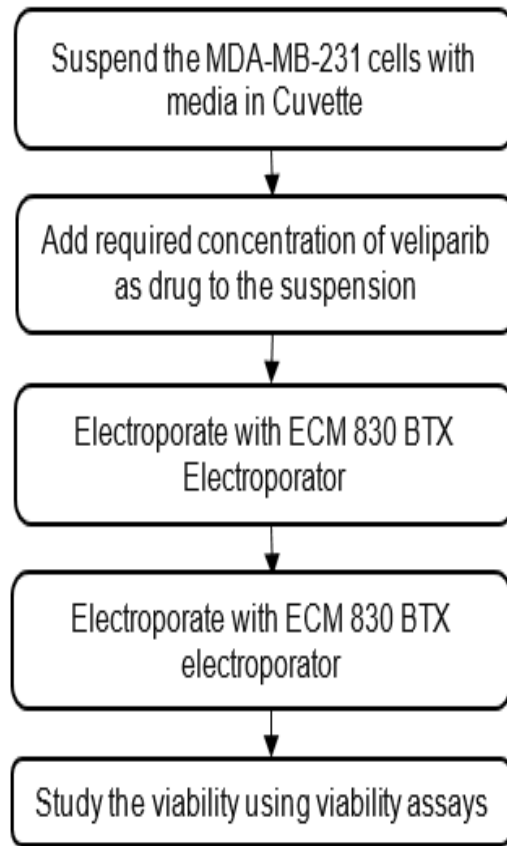 Suspend the MDA-MB-231 cells with
media in Cuvette
Add required concentration of veliparib
as drug to the suspension
Electroporate with ECM 830 BTX
Electroporator
Electroporate with ECM 830 BTX
electroporator
Study the viability using viability assays